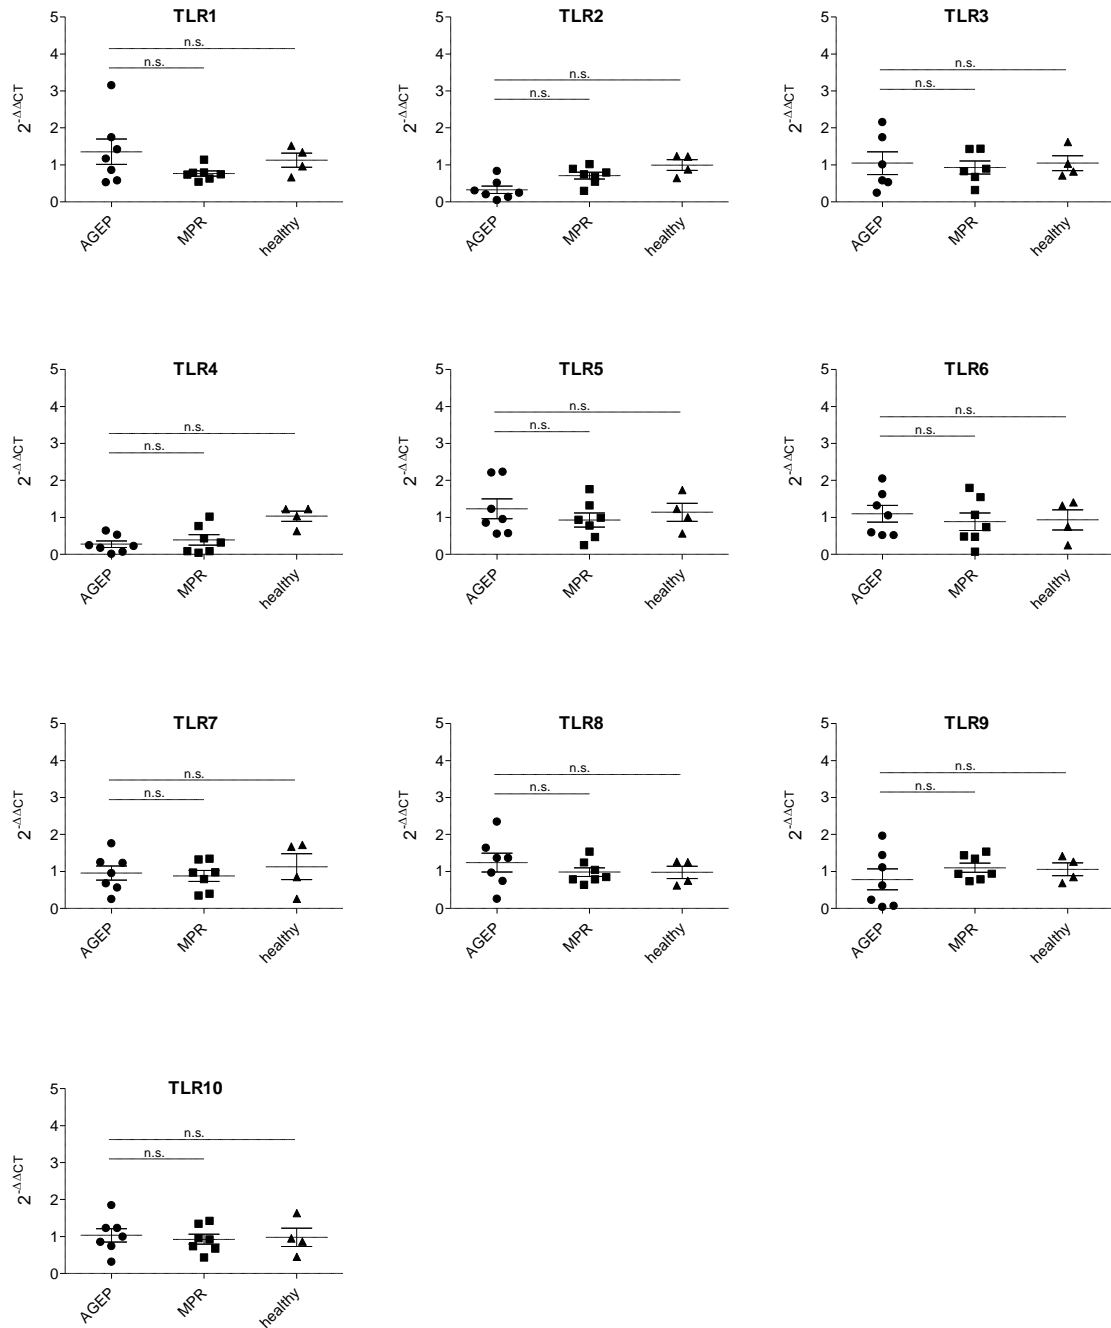 TLR1
5
4
3
2
1
0
2^-ΔΔCT
n.s.
n.s.
AGEP
MPR
healthy
TLR2
5
4
3
2
1
0
2^-ΔΔCT
n.s.
n.s.
AGEP
MPR
healthy
TLR3
5
4
3
2
1
0
2^-ΔΔCT
n.s.
n.s.
AGEP
MPR
healthy
TLR4
5
4
3
2
1
0
2^-ΔΔCT
n.s.
n.s.
AGEP
MPR
healthy
TLR5
5
4
3
2
1
0
2^-ΔΔCT
n.s.
n.s.
AGEP
MPR
healthy
TLR6
5
4
3
2
1
0
2^-ΔΔCT
n.s.
n.s.
AGEP
MPR
healthy
TLR7
5
4
3
2
1
0
2^-ΔΔCT
n.s.
n.s.
AGEP
MPR
healthy
TLR8
5
4
3
2
1
0
2^-ΔΔCT
n.s.
n.s.
AGEP
MPR
healthy
TLR9
5
4
3
2
1
0
2^-ΔΔCT
n.s.
n.s.
AGEP
MPR
healthy
TLR10
5
4
3
2
1
0
2^-ΔΔCT
n.s.
n.s.
AGEP
MPR
healthy